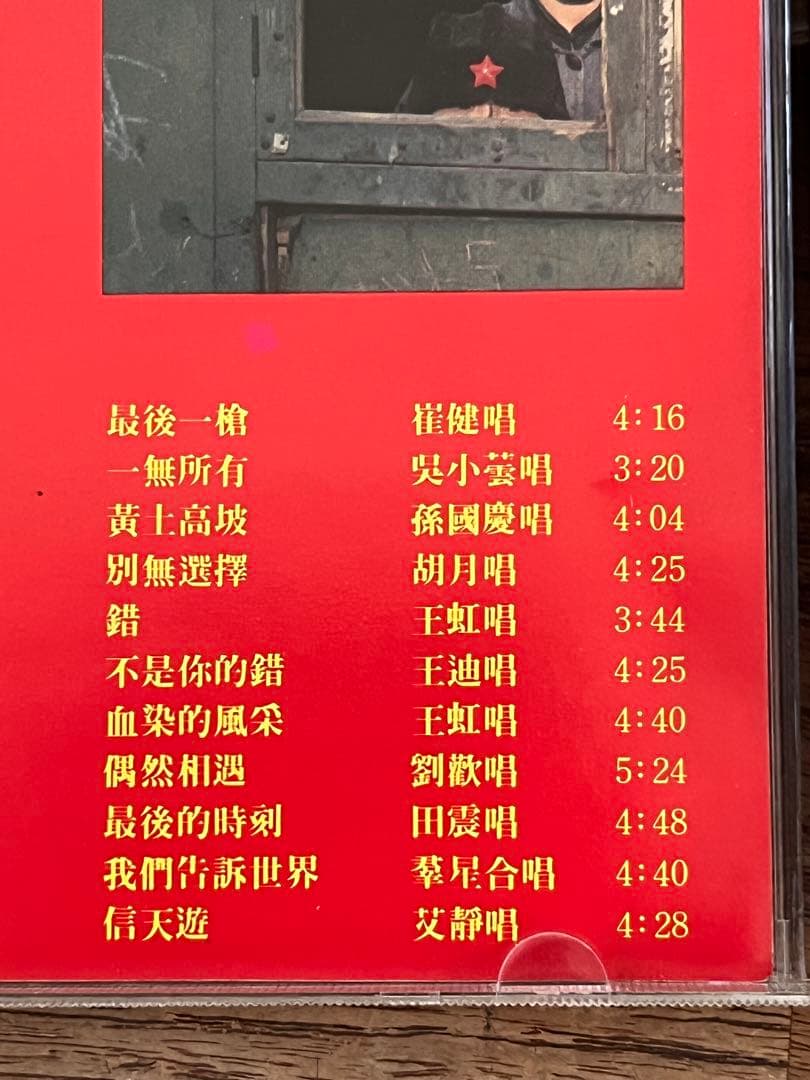 最後一槍 崔健唱 4:16
一無所有 吳小蕓唱 3:20
黃土高坡 孫國慶唱 4:04
別無選擇 胡月唱 4:25
錯 王虹唱 3:44
不是你的錯 王迪唱 4:25
血染的風采 王虹唱 4:40
偶然相遇 劉歡唱 5:24
最後的時刻 田震唱 4:48
我們告訴世界 羣星合唱 4:40
信天遊 艾靜唱 4:28